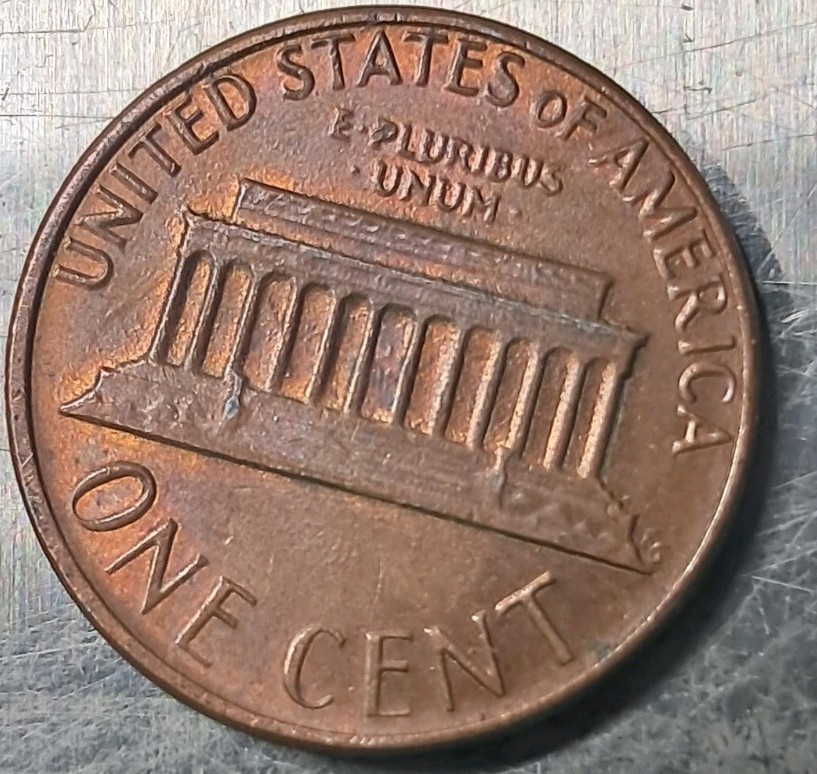 UNITED STATES OF AMERICA
E·PLURIBUS
·UNUM·
ONE CENT